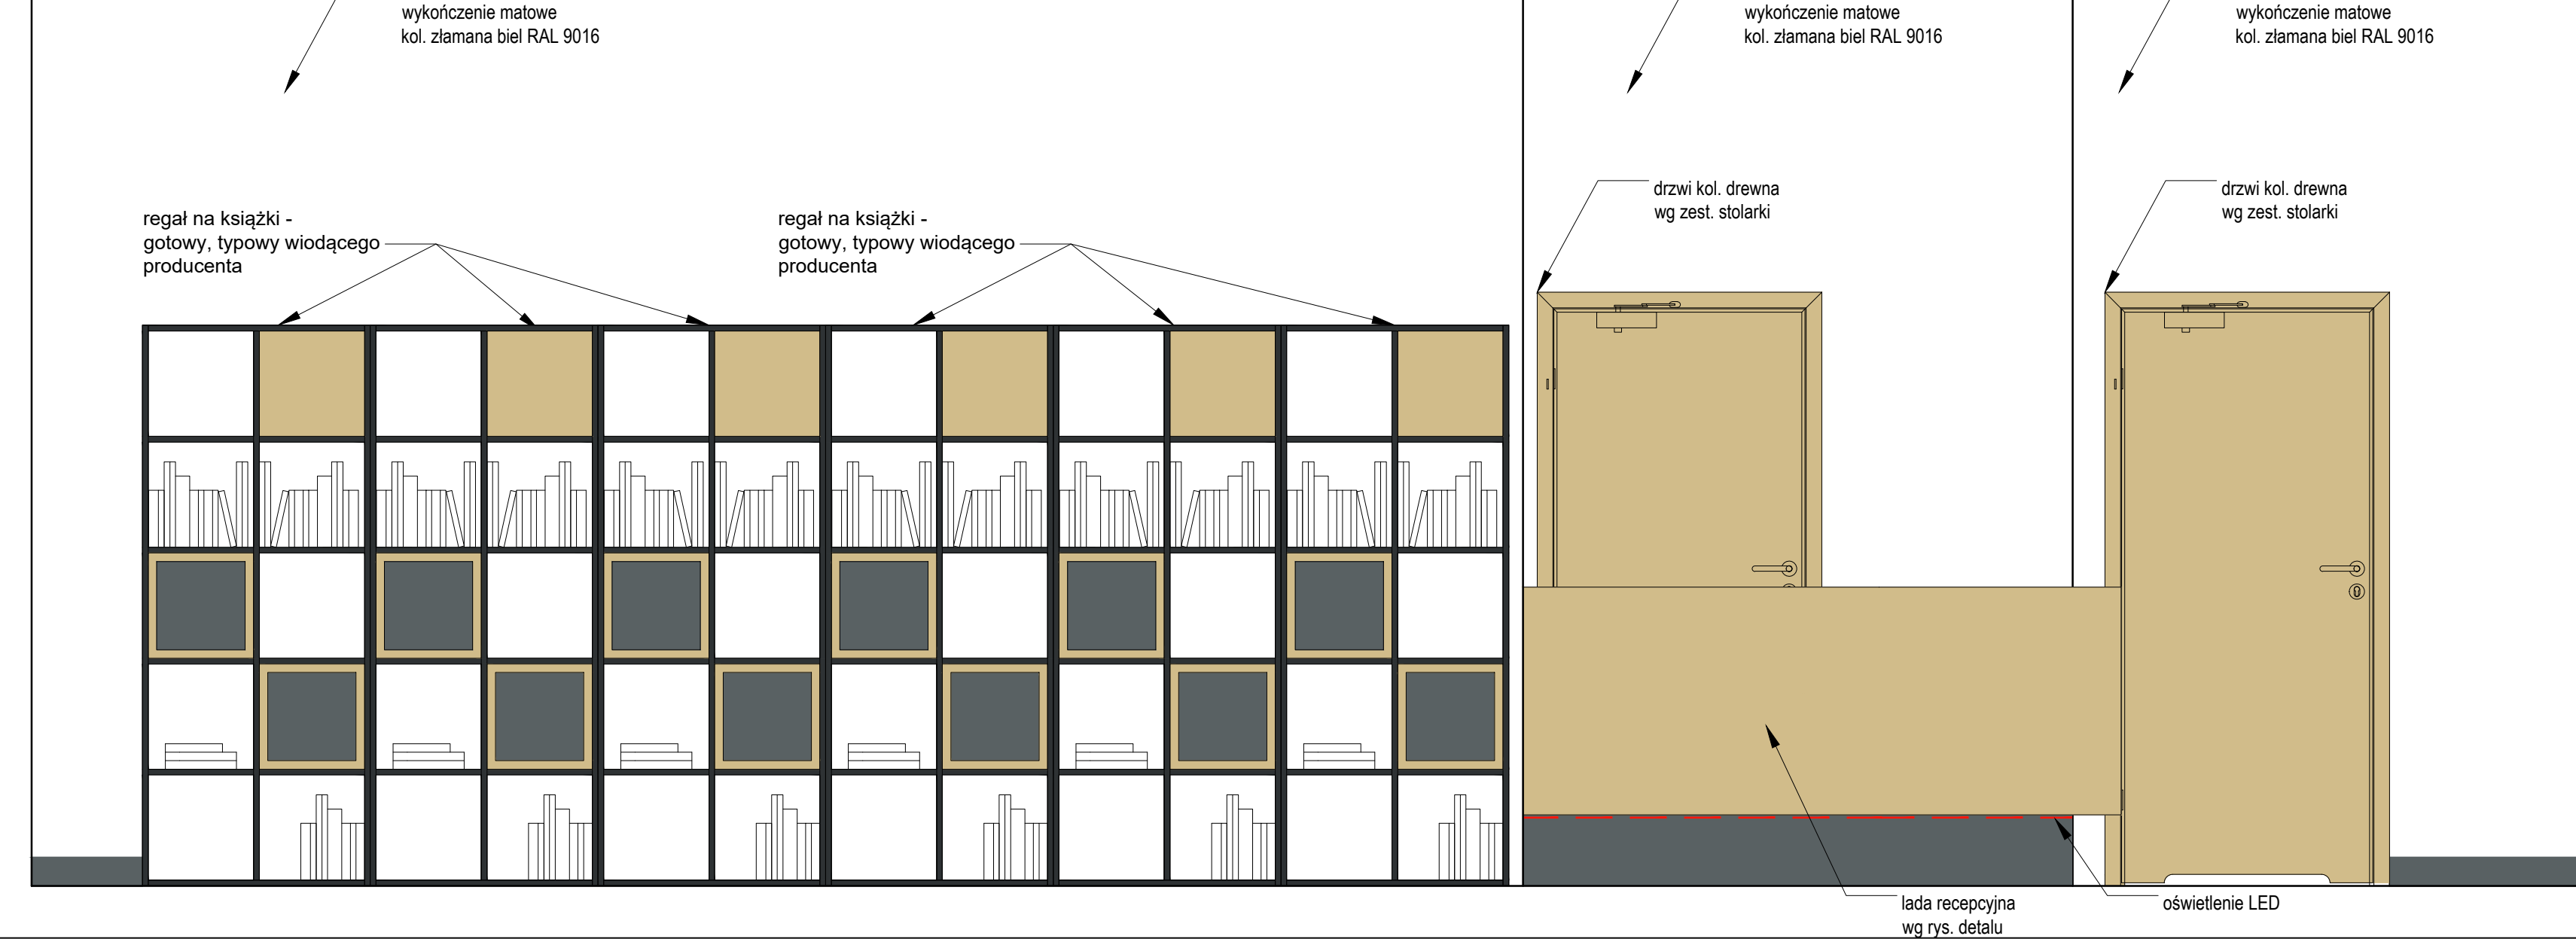 wykończenie matowe
kol. złamana biel RAL 9016
wykończenie matowe
kol. złamana biel RAL 9016
wykończenie matowe
kol. złamana biel RAL 9016
drzwi kol. drewna
wg zest. stolarki
drzwi kol. drewna
wg zest. stolarki
regał na książki -
gotowy, typowy wiodącego
producenta
regał na książki -
gotowy, typowy wiodącego
producenta
lada recepcyjna
wg rys. detalu
oświetlenie LED